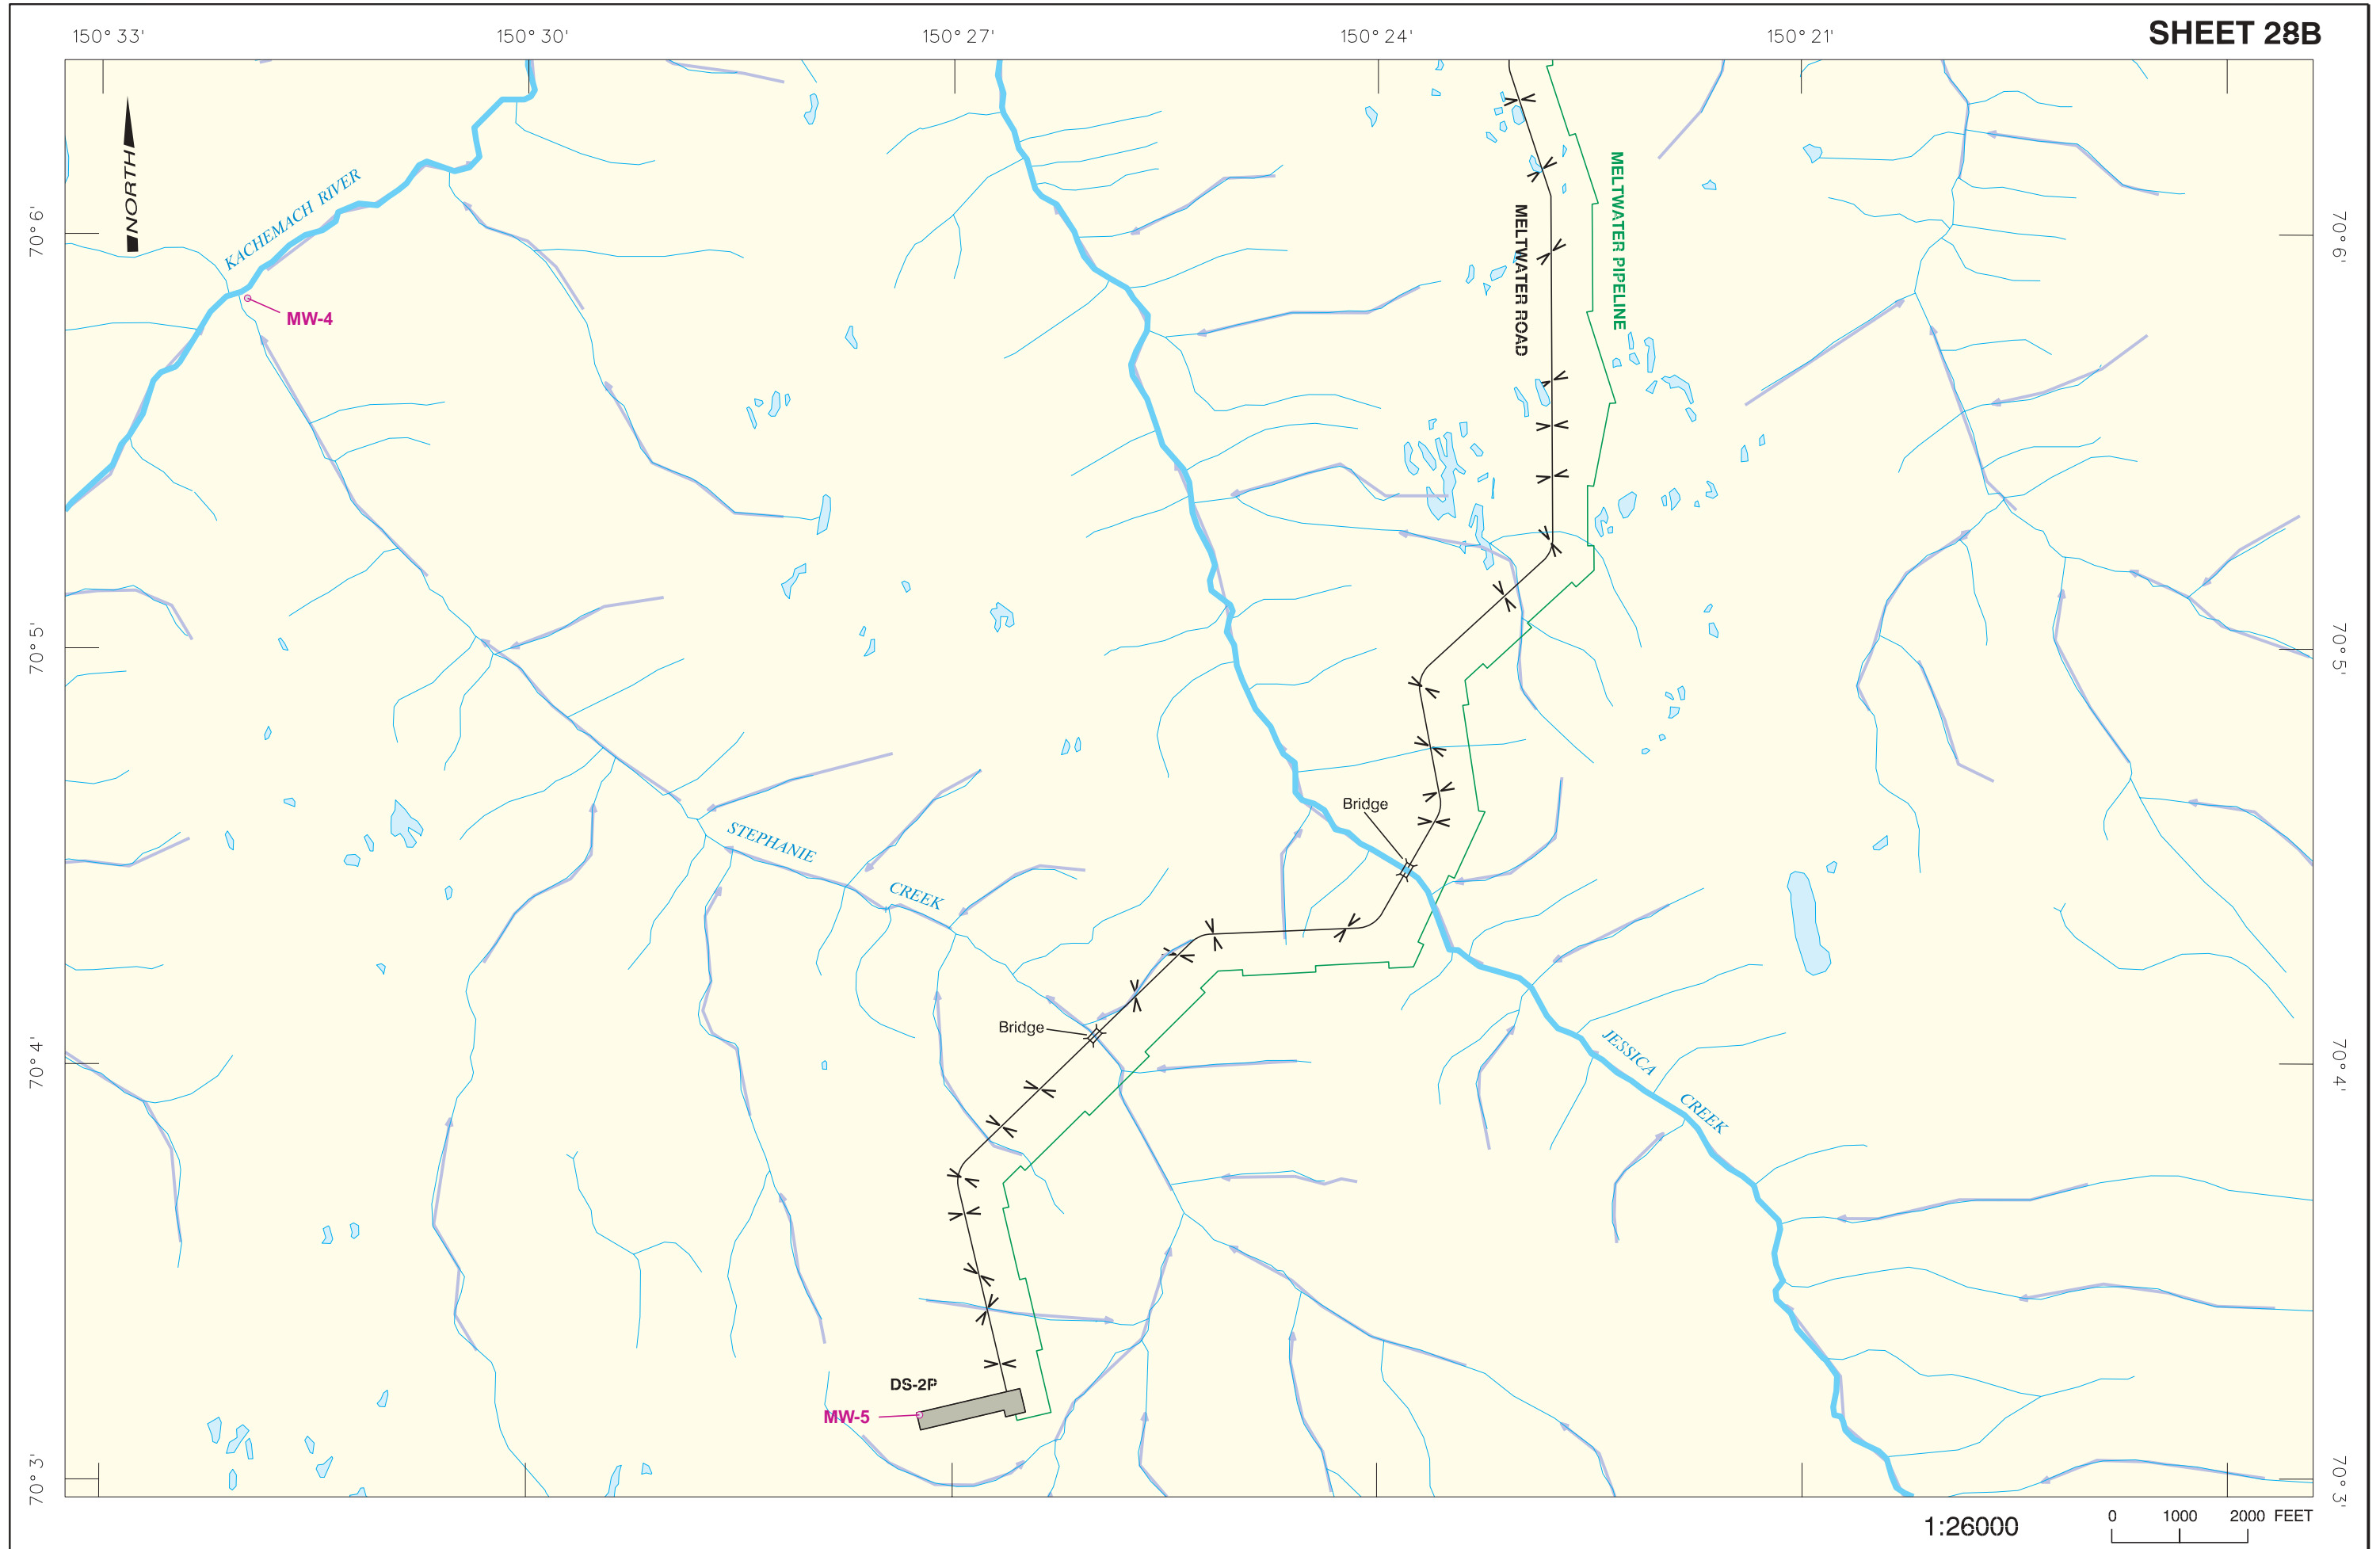 SHEET 28B
150° 33'
150° 30'
150° 27'
150° 24'
150° 21'
NORTH
KACHEMACH RIVER
MW-4
MELTWATER ROAD
MELTWATER PIPELINE
70° 6'
70° 6'
70° 5'
70° 5'
Bridge
STEPHANIE
CREEK
Bridge
JESSICA
CREEK
70° 4'
70° 4'
DS-2P
MW-5
70° 3'
70° 3'
1:26000
0 1000 2000 FEET